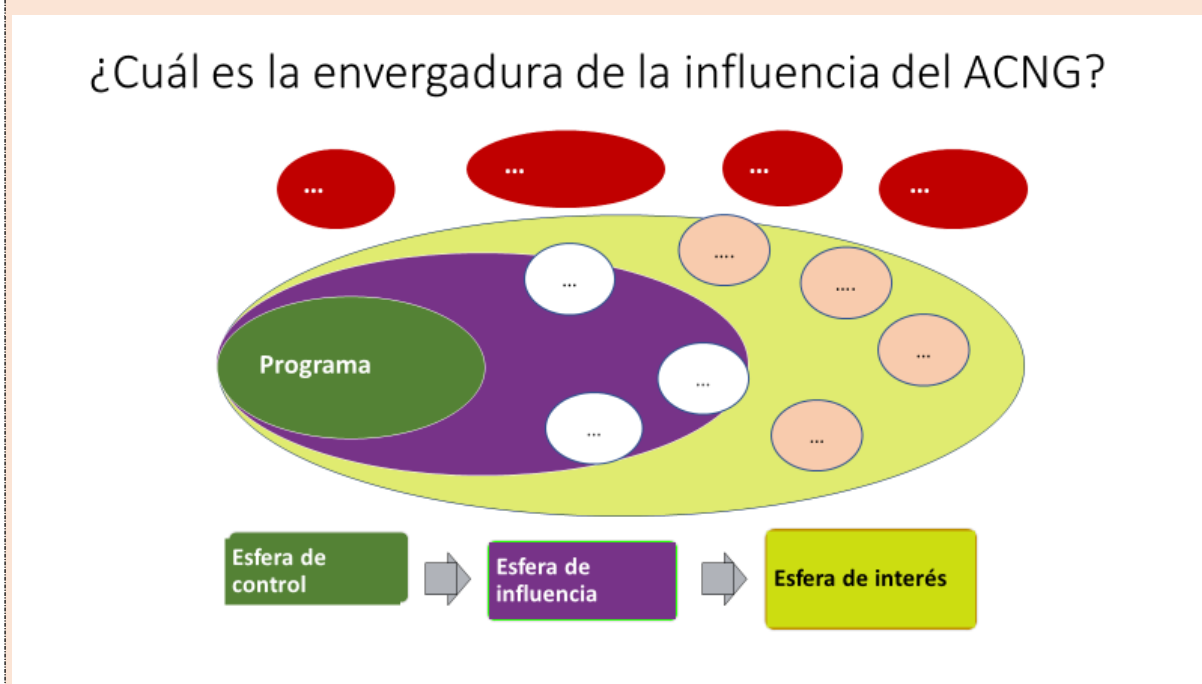 ¿Cuál es la envergadura de la influencia del ACNG?
...
...
...
...
...
....
....
...
Programa
...
...
...
Esfera de
control
Esfera de
influencia
Esfera de interés